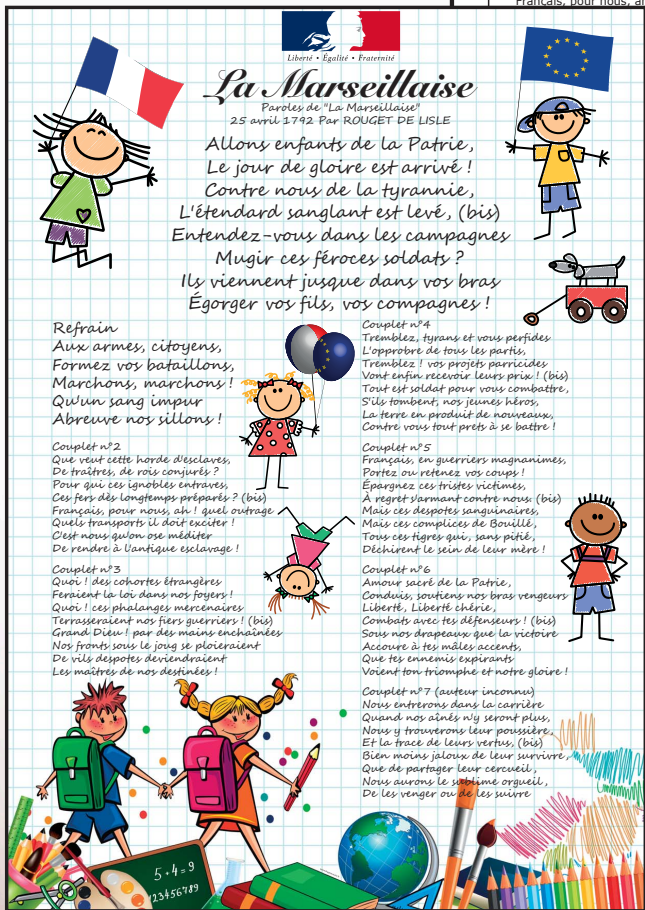 Français, pour nous, a
Liberté • Égalité • Fraternité
La Marseillaise
Paroles de "La Marseillaise"
25 avril 1792 Par ROUGET DE LISLE
Allons enfants de la Patrie,
Le jour de gloire est arrivé !
Contre nous de la tyrannie,
L'étendard sanglant est levé, (bis)
Entendez-vous dans les campagnes
Mugir ces féroces soldats ?
Ils viennent jusque dans vos bras
Égorger vos fils, vos compagnes !
Refrain
Aux armes, citoyens,
Formez vos bataillons,
Marchons, marchons !
Qu'un sang impur
Abreuve nos sillons !
Couplet n°2
Que veut cette horde d'esclaves,
De traîtres, de rois conjurés ?
Pour qui ces ignobles entraves,
Ces fers dès longtemps préparés ? (bis)
Français, pour nous, ah ! quel outrage
Quels transports il doit exciter !
C'est nous qu'on ose méditer
De rendre à l'antique esclavage !
Couplet n°3
Quoi ! des cohortes étrangères
Feraient la loi dans nos foyers !
Quoi ! ces phalanges mercenaires
Terrasseraient nos fiers guerriers ! (bis)
Grand Dieu ! par des mains enchaînées
Nos fronts sous le joug se ploieraient
De vils despotes deviendraient
Les maîtres de nos destinées !
Couplet n°4
Tremblez, tyrans et vous perfides
L'opprobre de tous les partis,
Tremblez ! vos projets parricides
Vont enfin recevoir leurs prix ! (bis)
Tout est soldat pour vous combattre,
S'ils tombent, nos jeunes héros,
La terre en produit de nouveaux,
Contre vous tout prets à se battre !
Couplet n°5
Français, en guerriers magnanimes,
Portez ou retenez vos coups !
Épargnez ces tristes victimes,
À regret s'armant contre nous. (bis)
Mais ces despotes sanguinaires,
Mais ces complices de Bouillé,
Tous ces tigres qui, sans pitié,
Déchirent le sein de leur mère !
Couplet n°6
Amour sacré de la Patrie,
Conduis, soutiens nos bras vengeurs
Liberté, Liberté chérie,
Combats avec tes défenseurs ! (bis)
Sous nos drapeaux que la victoire
Accoure à tes mâles accents,
Que tes ennemis expirants
Voient ton triomphe et notre gloire !
Couplet n°7 (auteur inconnu)
Nous entrerons dans la carrière
Quand nos aînés n'y seront plus,
Nous y trouverons leur poussière,
Et la trace de leurs vertus, (bis)
Bien moins jaloux de leur survivre,
Que de partager leur cercueil,
Nous aurons le sublime orgueil,
De les venger ou de les suivre
5+4=9
123456789